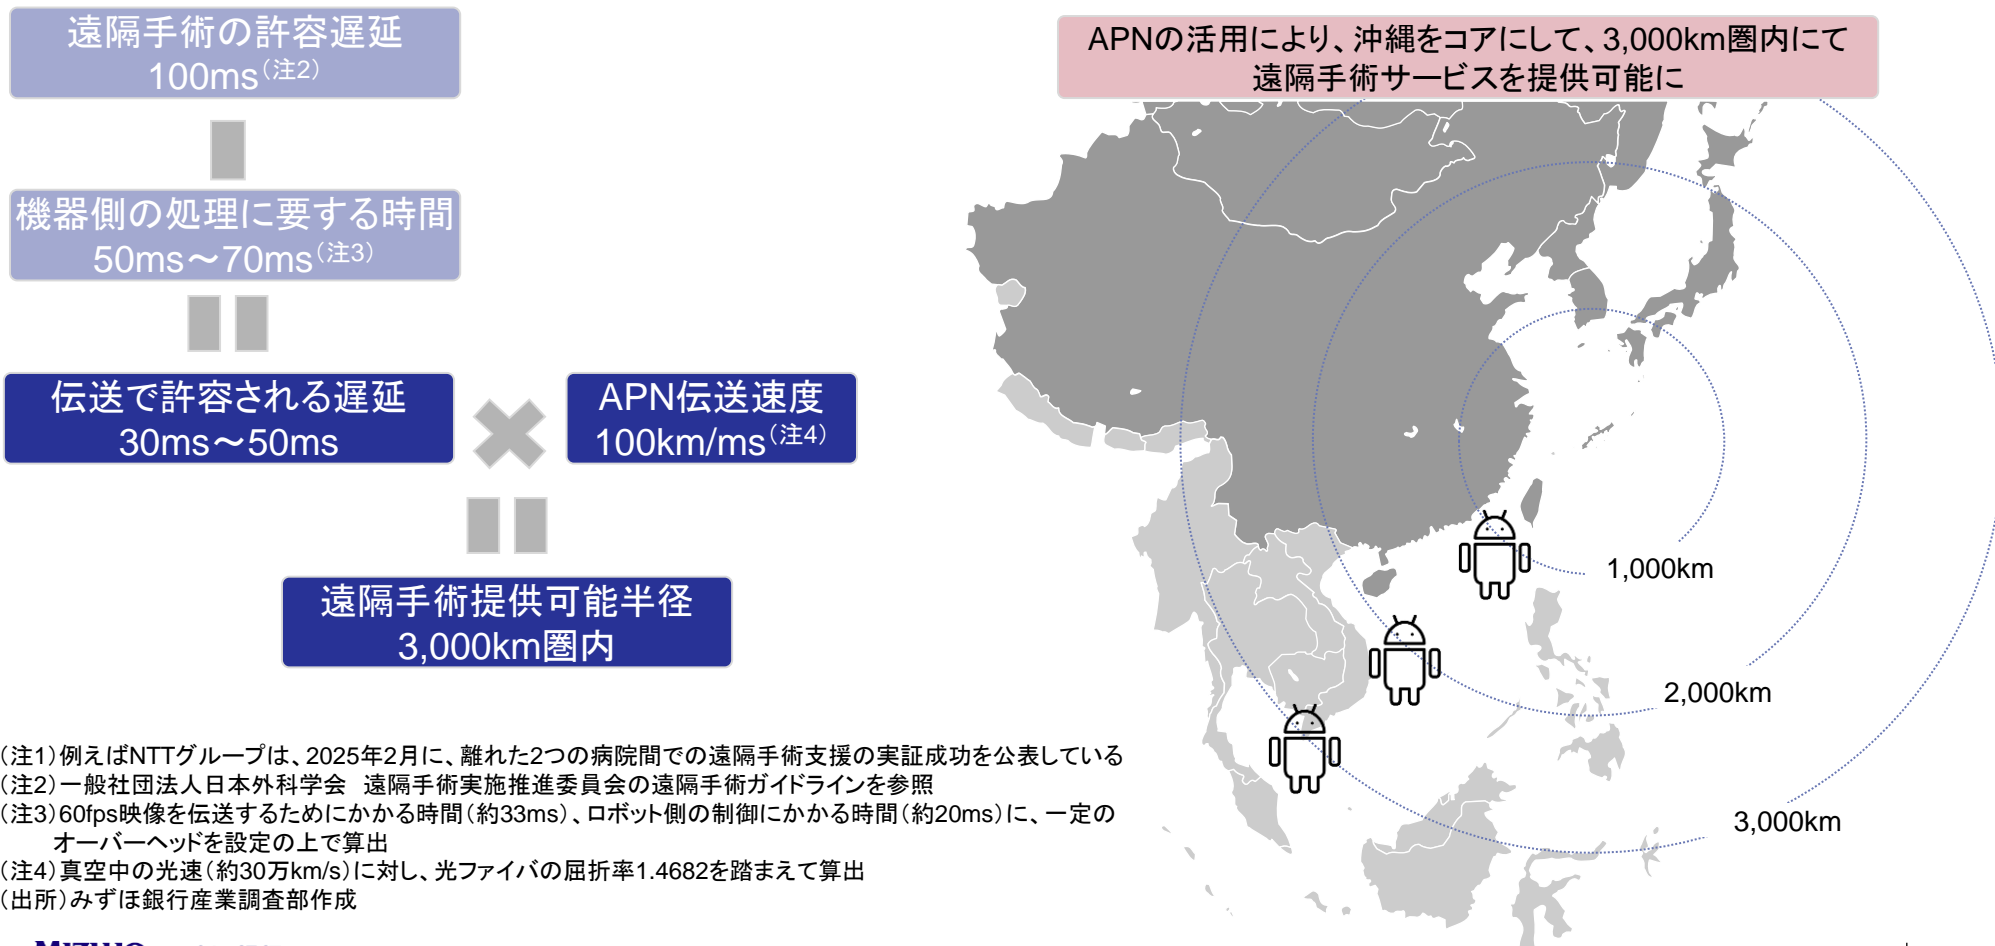 遠隔手術の許容遅延
100ms（注2）
機器側の処理に要する時間
50ms～70ms（注3）
伝送で許容される遅延
30ms～50ms
APN伝送速度
100km/ms（注4）
遠隔手術提供可能半径
3,000km圏内
APNの活用により、沖縄をコアにして、3,000km圏内にて
遠隔手術サービスを提供可能に
1,000km
2,000km
3,000km
（注1）例えばNTTグループは、2025年2月に、離れた2つの病院間での遠隔手術支援の実証成功を公表している
（注2）一般社団法人日本外科学会　遠隔手術実施推進委員会の遠隔手術ガイドラインを参照
（注3）60fps映像を伝送するためにかかる時間（約33ms）、ロボット側の制御にかかる時間（約20ms）に、一定の
オーバーヘッドを設定の上で算出
（注4）真空中の光速（約30万km/s）に対し、光ファイバの屈折率1.4682を踏まえて算出
（出所）みずほ銀行産業調査部作成